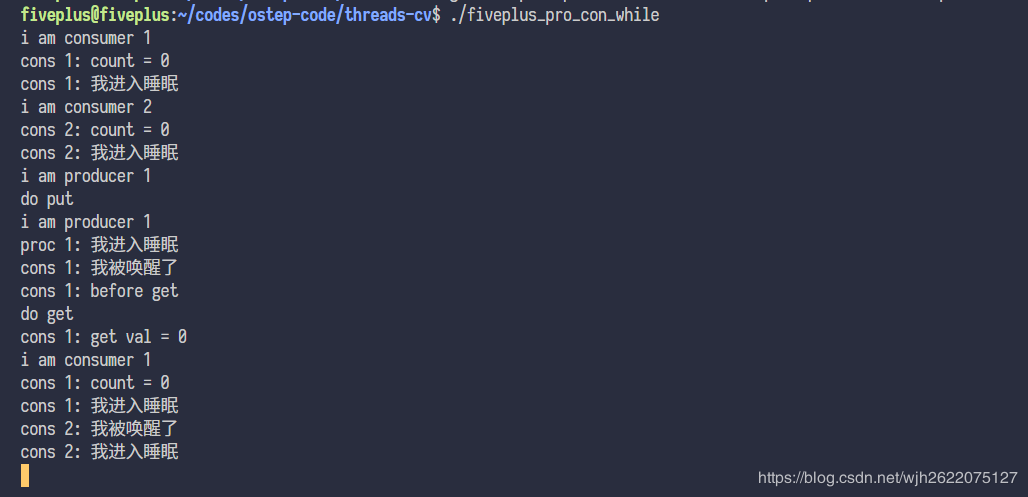 fiveplus@fiveplus:~/codes/ostep-code/threads-cv$ ./fiveplus_pro_con_while
i am consumer 1
cons 1: count = 0
cons 1: 我进入睡眠
i am consumer 2
cons 2: count = 0
cons 2: 我进入睡眠
i am producer 1
do put
i am producer 1
proc 1: 我进入睡眠
cons 1: 我被唤醒了
cons 1: before get
do get
cons 1: get val = 0
i am consumer 1
cons 1: count = 0
cons 1: 我进入睡眠
cons 2: 我被唤醒了
cons 2: 我进入睡眠
https://blog.csdn.net/wjh2622075127